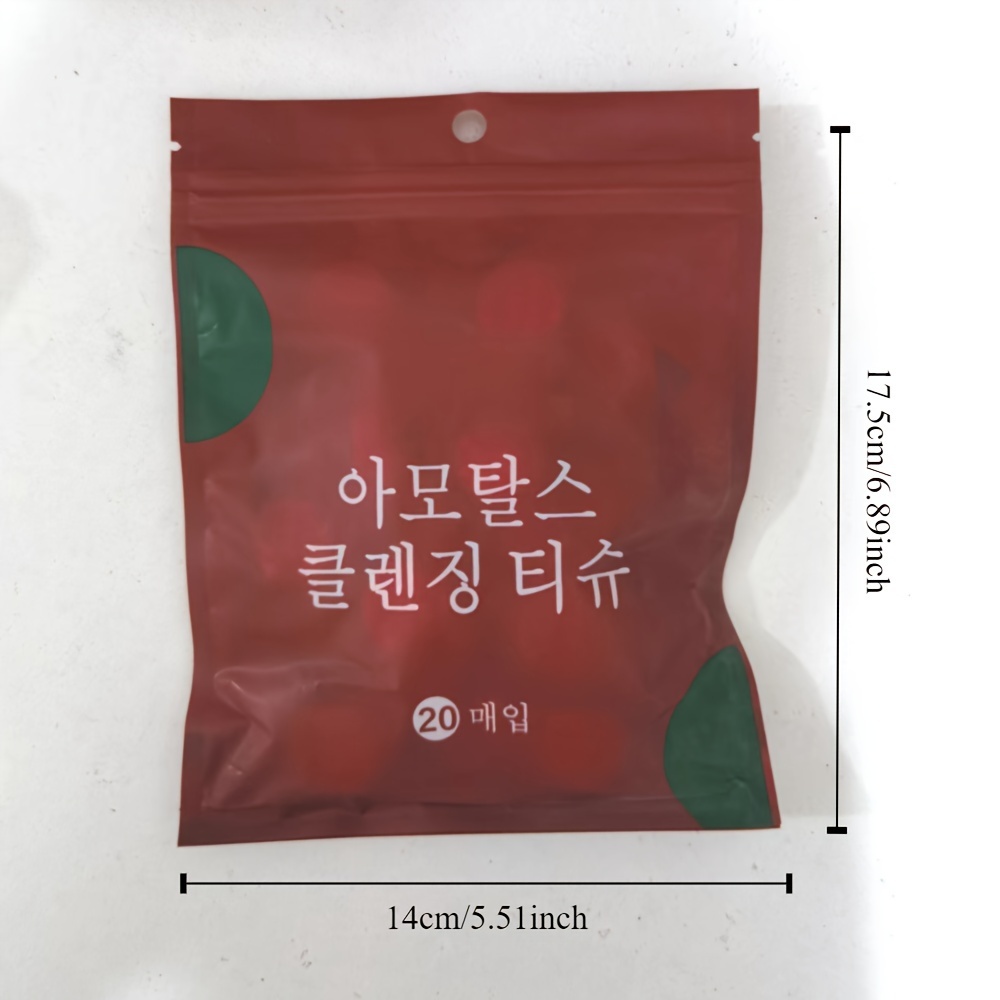 아모탈스
클렌징 티슈
20 매입
17.5cm/6.89inch
14cm/5.51inch